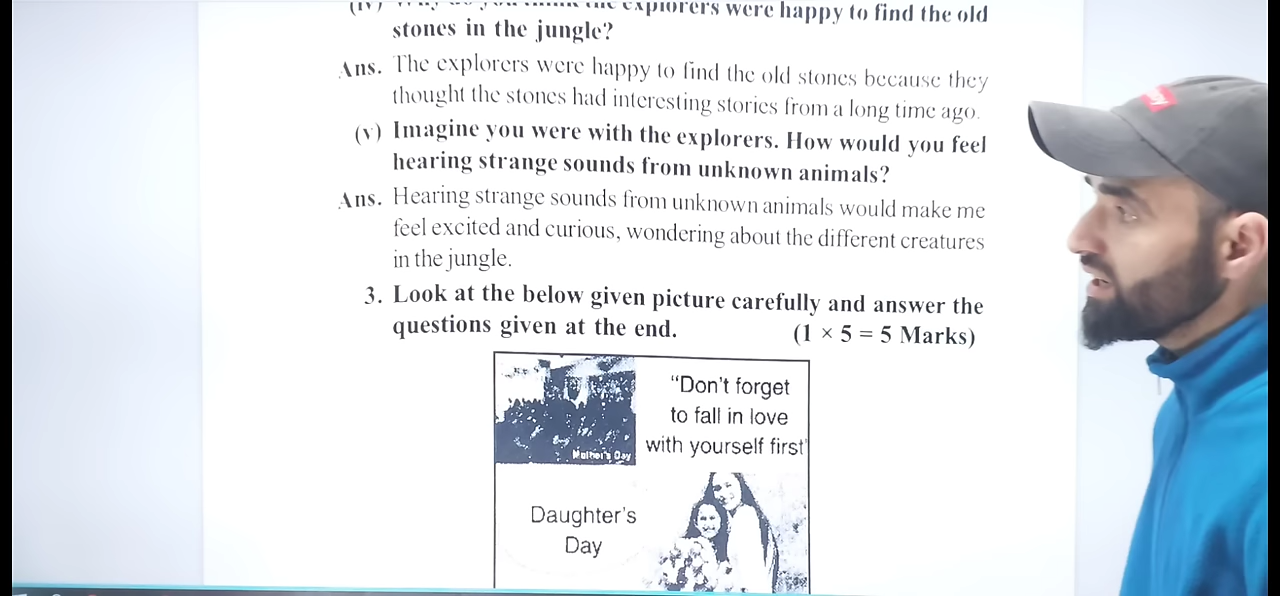 (iv) explorers were happy to find the old
stones in the jungle?
Ans. The explorers were happy to find the old stones because they
thought the stones had interesting stories from a long time ago.
(v) Imagine you were with the explorers. How would you feel
hearing strange sounds from unknown animals?
Ans. Hearing strange sounds from unknown animals would make me
feel excited and curious, wondering about the different creatures
in the jungle.
3. Look at the below given picture carefully and answer the
questions given at the end. (1 × 5 = 5 Marks)
"Don't forget
to fall in love
with yourself first'
Mother's Day
Daughter's
Day